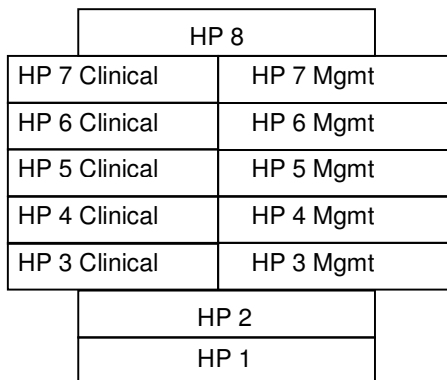 HP 8
HP 7 Clinical HP 7 Mgmt
HP 6 Clinical HP 6 Mgmt
HP 5 Clinical HP 5 Mgmt
HP 4 Clinical HP 4 Mgmt
HP 3 Clinical HP 3 Mgmt
HP 2
HP 1